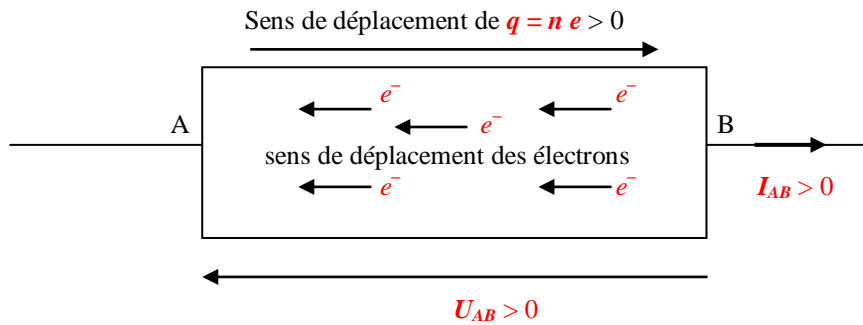 Sens de déplacement de q = n e > 0
e⁻ e⁻
A e⁻ B
sens de déplacement des électrons
e⁻ e⁻
I_AB > 0
U_AB > 0